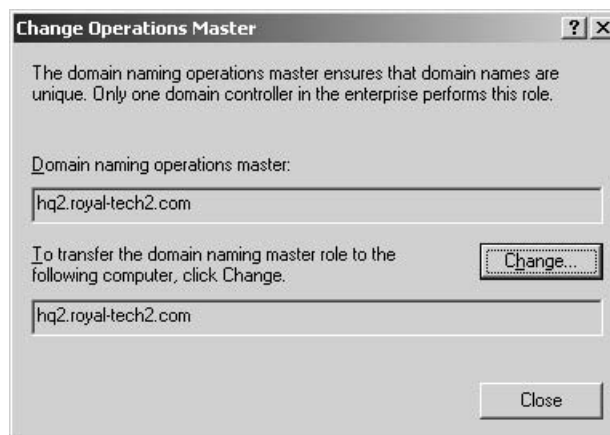 Change Operations Master
The domain naming operations master ensures that domain names are
unique. Only one domain controller in the enterprise performs this role.
Domain naming operations master:
hq2.royal-tech2.com
To transfer the domain naming master role to the
following computer, click Change.
Change...
hq2.royal-tech2.com
Close